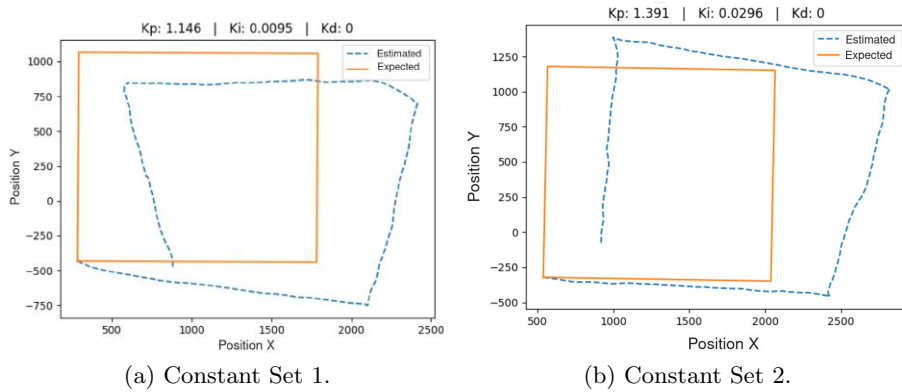 Kp: 1.146 | Ki: 0.0095 | Kd: 0
Estimated
Expected
1000
750
500
250
0
−250
−500
−750
Position Y
500
1000
1500
2000
2500
Position X
(a) Constant Set 1.
Kp: 1.391 | Ki: 0.0296 | Kd: 0
Estimated
Expected
1250
1000
750
500
250
0
−250
−500
Position Y
500
1000
1500
2000
2500
Position X
(b) Constant Set 2.